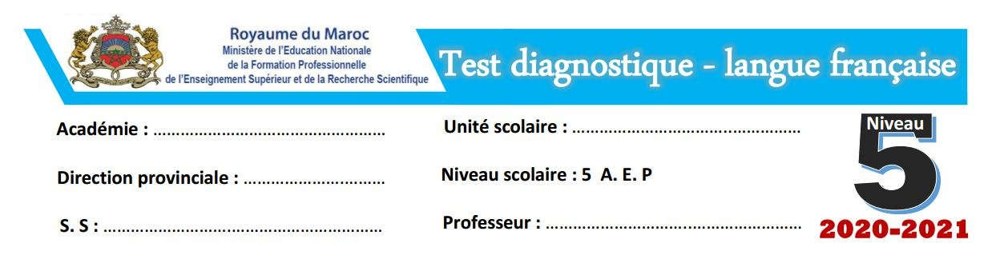 Royaume du Maroc
Ministère de l'Education Nationale
de la Formation Professionnelle
de l'Enseignement Supérieur et de la Recherche Scientifique
Test diagnostique - langue française
Académie : ………………………………………….
Unité scolaire : …………………………………………
Niveau
5
Direction provinciale : …………………………
Niveau scolaire : 5 A. E. P
S. S : …………………………………………………
Professeur : ………………………………………………
2020-2021